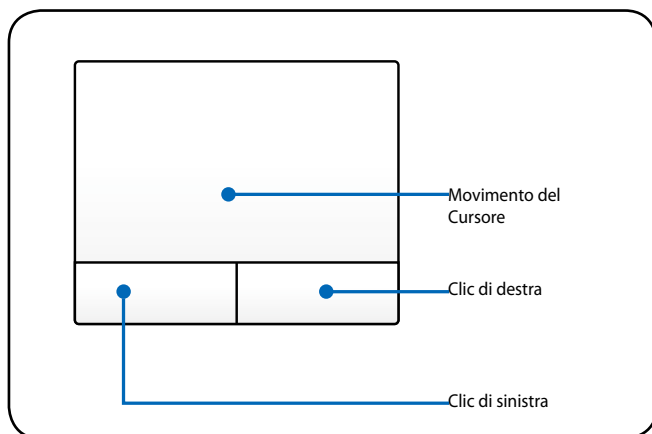 Movimento del
Cursore
Clic di destra
Clic di sinistra